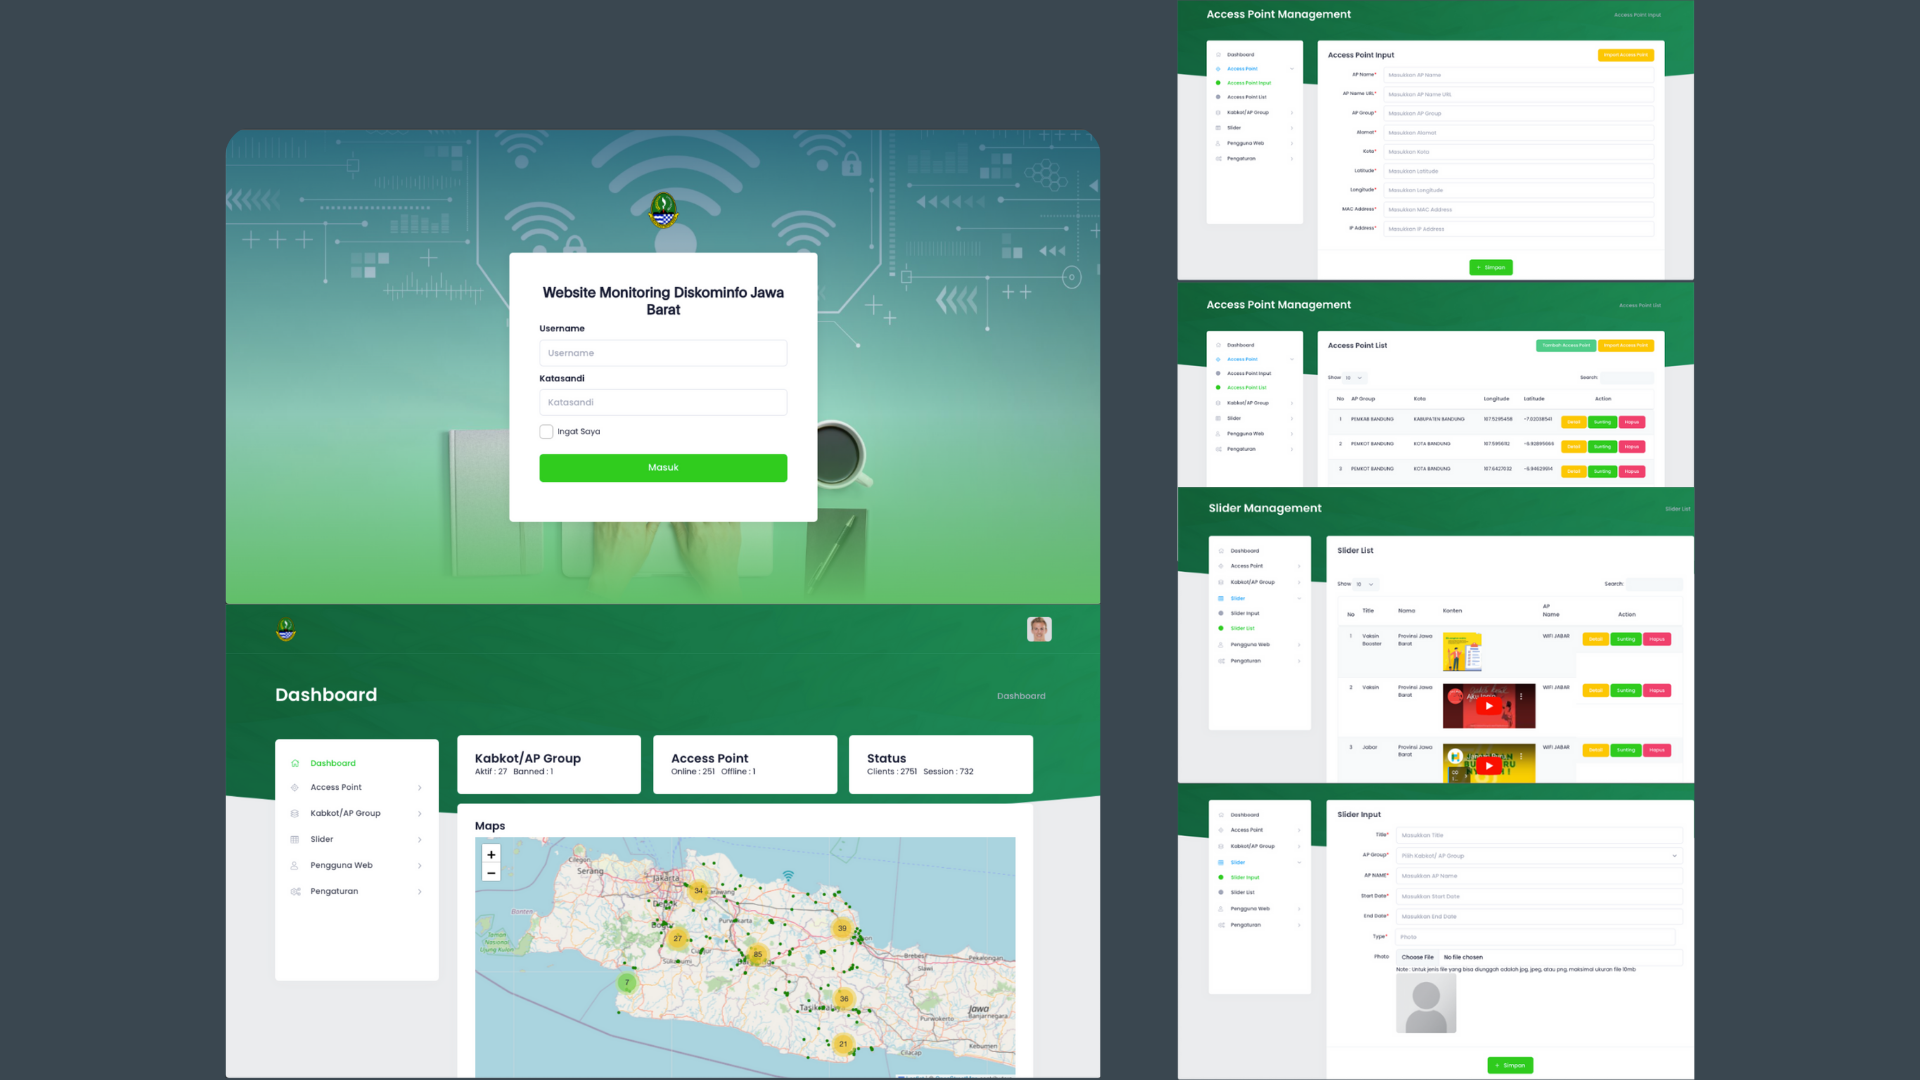 Website Monitoring Diskominfo Jawa
Barat
Username
Username
Katasandi
Katasandi
Ingat Saya
Masuk
Dashboard
Dashboard
Dashboard
Access Point
Kabkot/AP Group
Slider
Pengguna Web
Pengaturan
Kabkot/AP Group
Aktif : 27 Banned : 1
Access Point
Online : 251 Offline : 1
Status
Clients : 2751 Session : 732
Maps
+
−
Cilegon
Serang
Jakarta
34
Banten
Purwakarta
39
27
Cianjur
85
Sukabumi
Brebes
Pekalongan
Slawi
7
36
Tasikmalaya
Jawa
Banjarnegara
Purwokerto
21
Kebumen
Cilacap
Access Point Management
Access Point Input
Dashboard
Access Point
Access Point Input
Access Point List
Kabkot/AP Group
Slider
Pengguna Web
Pengaturan
Access Point Input
Import Access Point
AP Name* Masukkan AP Name
AP Name URL* Masukkan AP Name URL
AP Group* Masukkan AP Group
Alamat* Masukkan Alamat
Kota* Masukkan Kota
Latitude* Masukkan Latitude
Longitude* Masukkan Longitude
MAC Address* Masukkan MAC Address
IP Address* Masukkan IP Address
+ Simpan
Access Point Management
Access Point List
Dashboard
Access Point
Access Point Input
Access Point List
Kabkot/AP Group
Slider
Pengguna Web
Pengaturan
Access Point List
Tambah Access Point Import Access Point
Show 10
Search:
No AP Group Kota Longitude Latitude Action
1 PEMKAB BANDUNG KABUPATEN BANDUNG 107.5295458 -7.02038541 Detail Sunting Hapus
2 PEMKOT BANDUNG KOTA BANDUNG Detail Sunting Hapus
3 PEMKOT BANDUNG KOTA BANDUNG 107.6427032 -6.94629914 Detail Sunting Hapus
Slider Management
Slider List
Dashboard
Access Point
Kabkot/AP Group
Slider
Slider Input
Slider List
Pengguna Web
Pengaturan
Slider List
Show 10
Search:
No Title Nama Konten AP Name Action
1 Vaksin Booster Provinsi Jawa Barat WIFI JABAR Detail Sunting Hapus
2 Vaksin Provinsi Jawa Barat WIFI JABAR Detail Sunting Hapus
3 Jabar Provinsi Jawa Barat WIFI JABAR Detail Sunting Hapus
Dashboard
Access Point
Kabkot/AP Group
Slider
Slider Input
Slider List
Pengguna Web
Pengaturan
Slider Input
Title* Masukkan Title
AP Group* Pilih Kabkot/ AP Group
AP NAME* Masukkan AP Name
Start Date* Masukkan Start Date
End Date* Masukkan End Date
Type* Photo
Photo Choose File No file chosen
Note : Untuk jenis file yang bisa diunggah adalah jpg, jpeg, atau png, maksimal ukuran file 10mb
+ Simpan